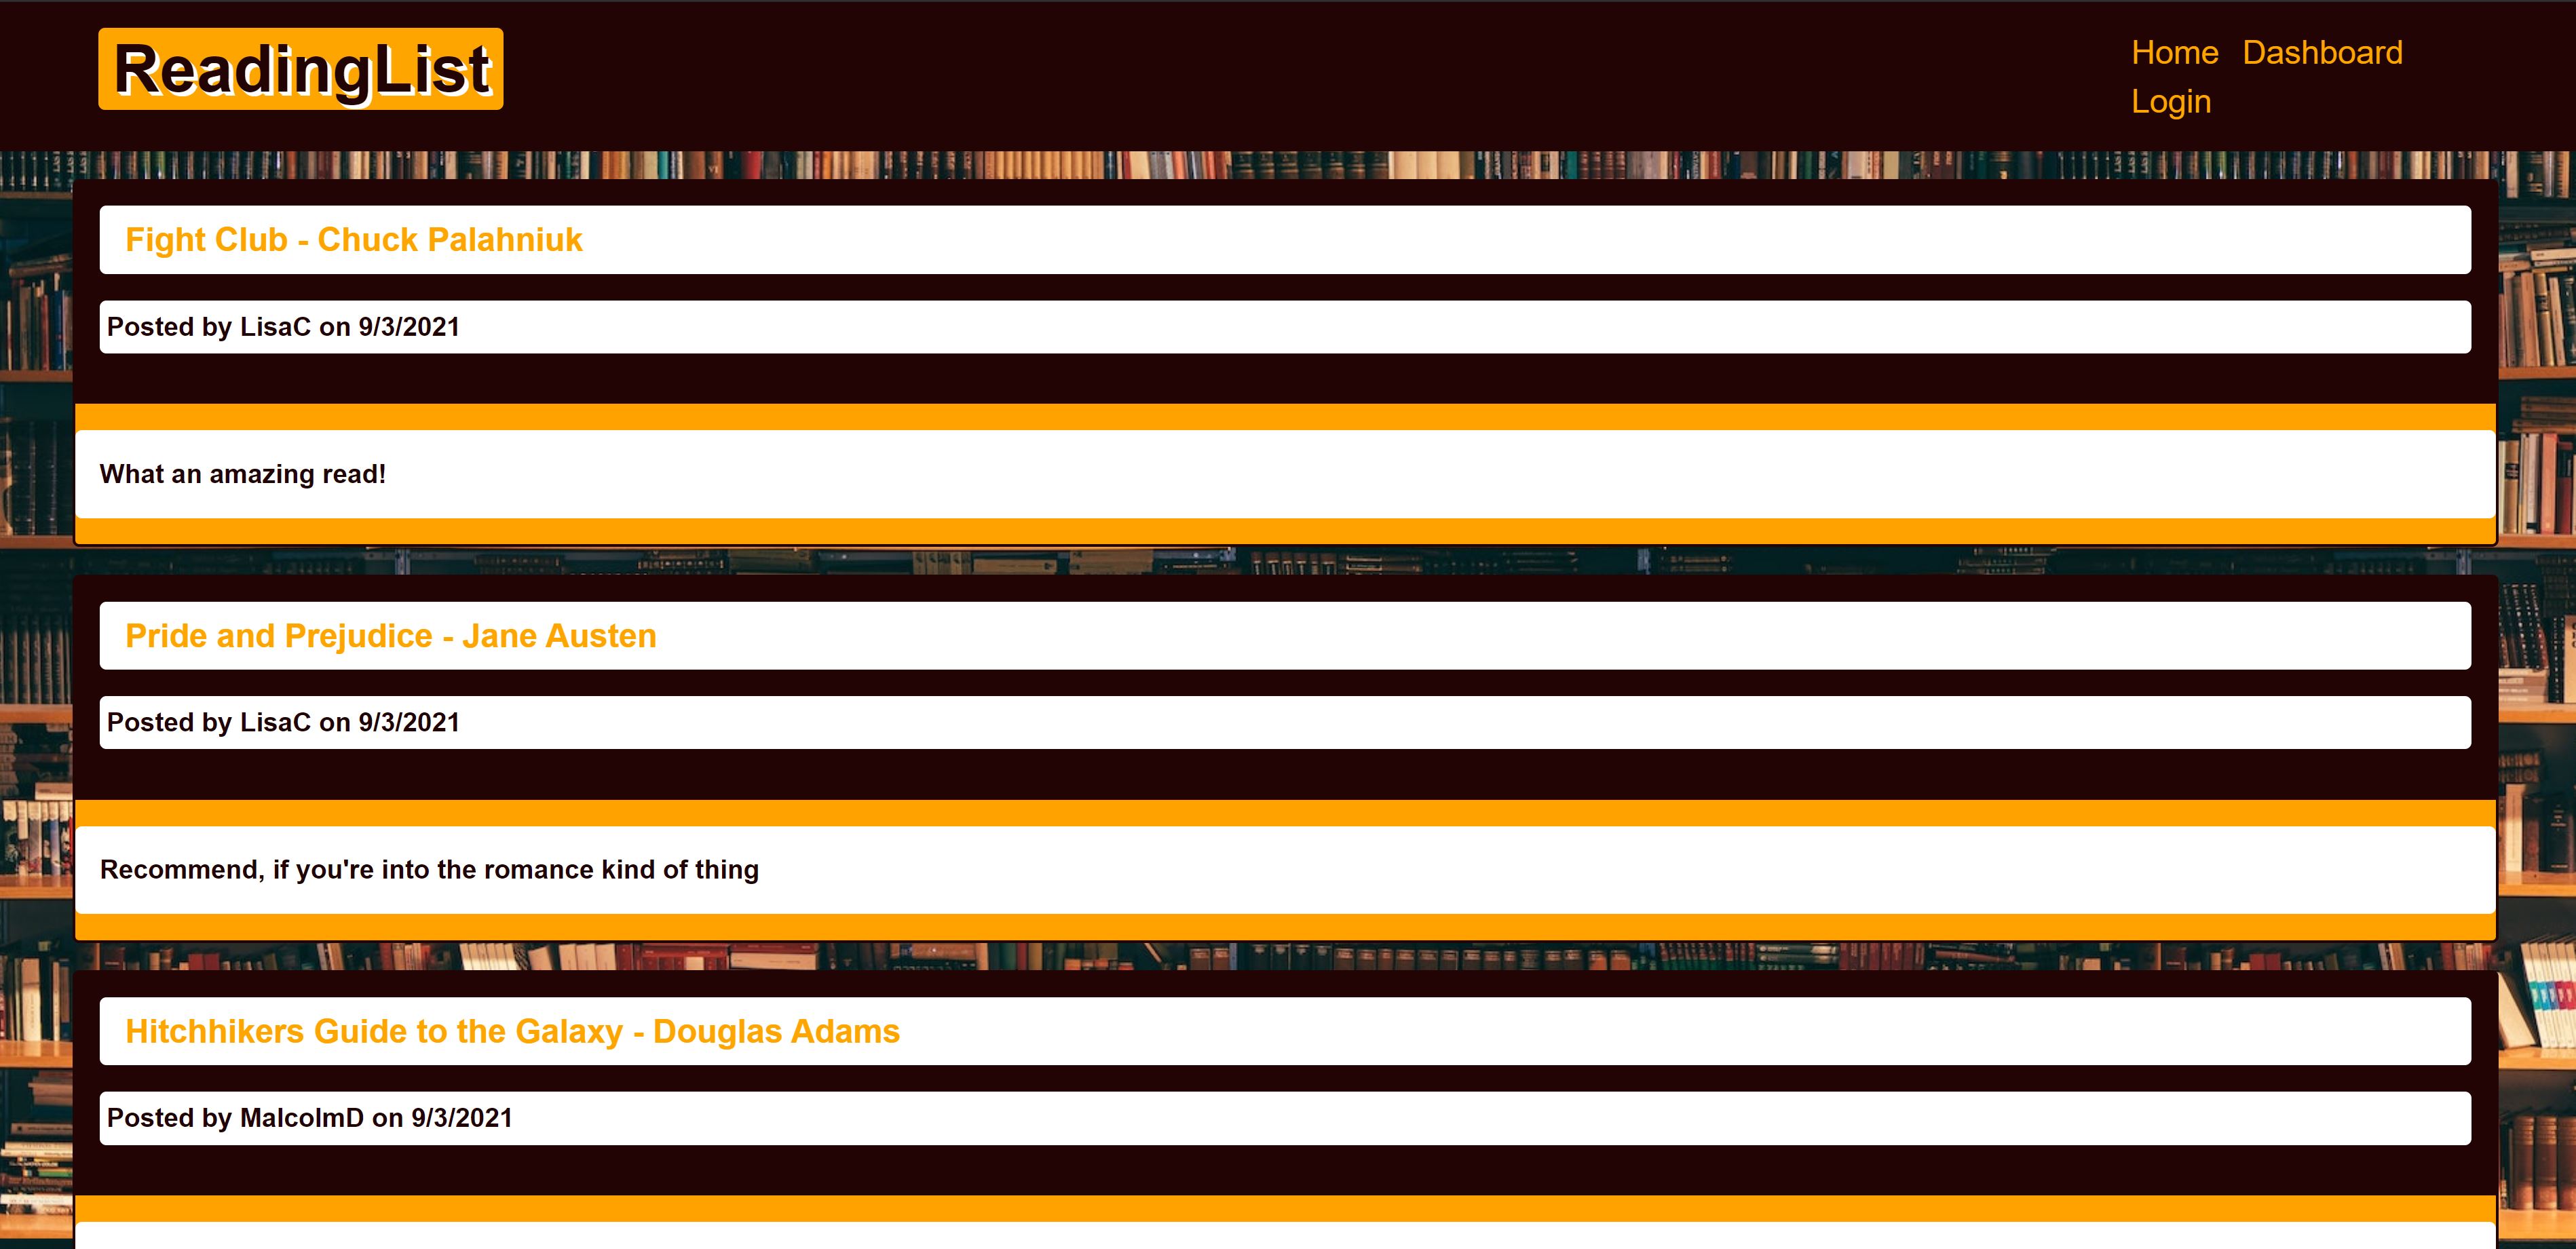 ReadingList
Home Dashboard
Login
Fight Club - Chuck Palahniuk
Posted by LisaC on 9/3/2021
What an amazing read!
Pride and Prejudice - Jane Austen
Posted by LisaC on 9/3/2021
Recommend, if you're into the romance kind of thing
Hitchhikers Guide to the Galaxy - Douglas Adams
Posted by MalcolmD on 9/3/2021